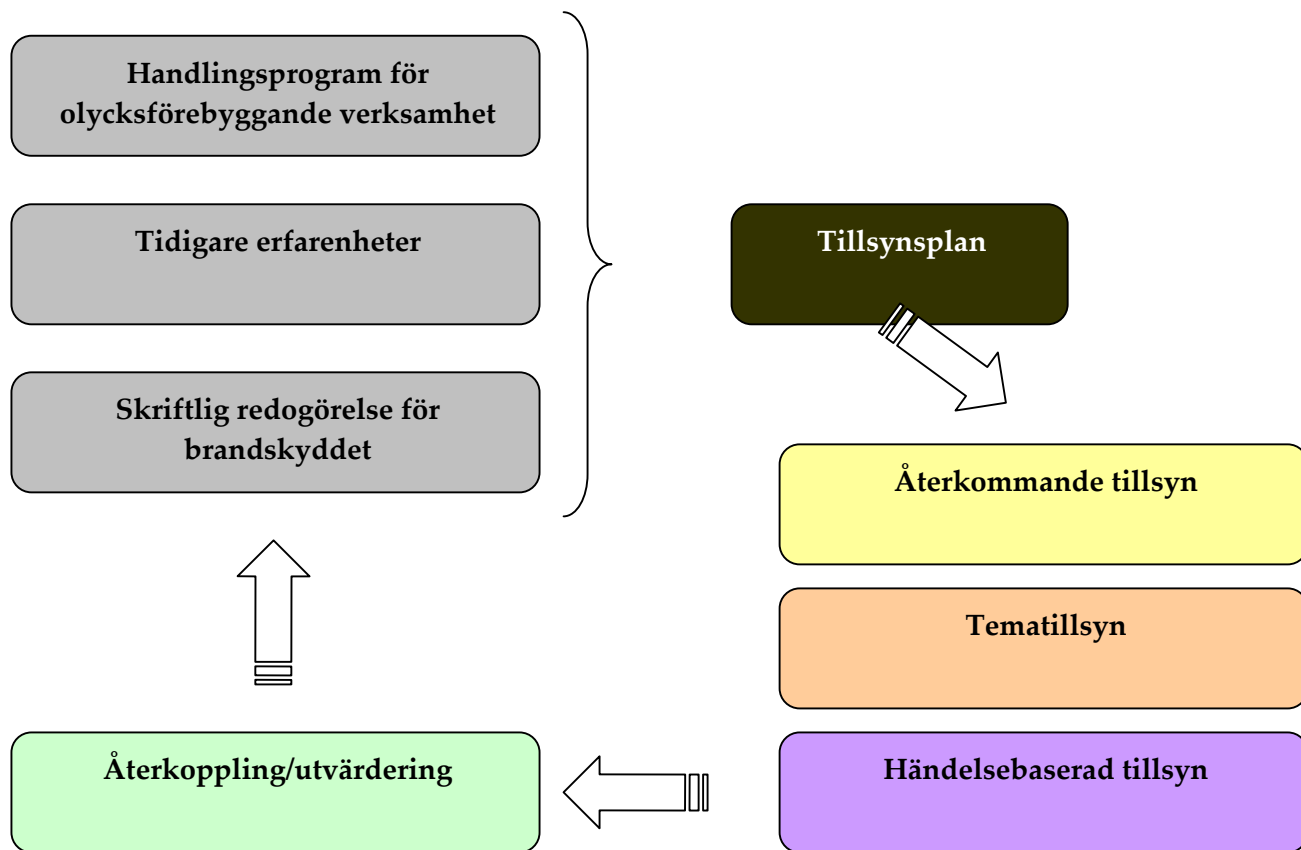 Handlingsprogram för
olycksförebyggande verksamhet
Tidigare erfarenheter
Skriftlig redogörelse för
brandskyddet
Tillsynsplan
Återkommande tillsyn
Tematillsyn
Händelsebaserad tillsyn
Återkoppling/utvärdering